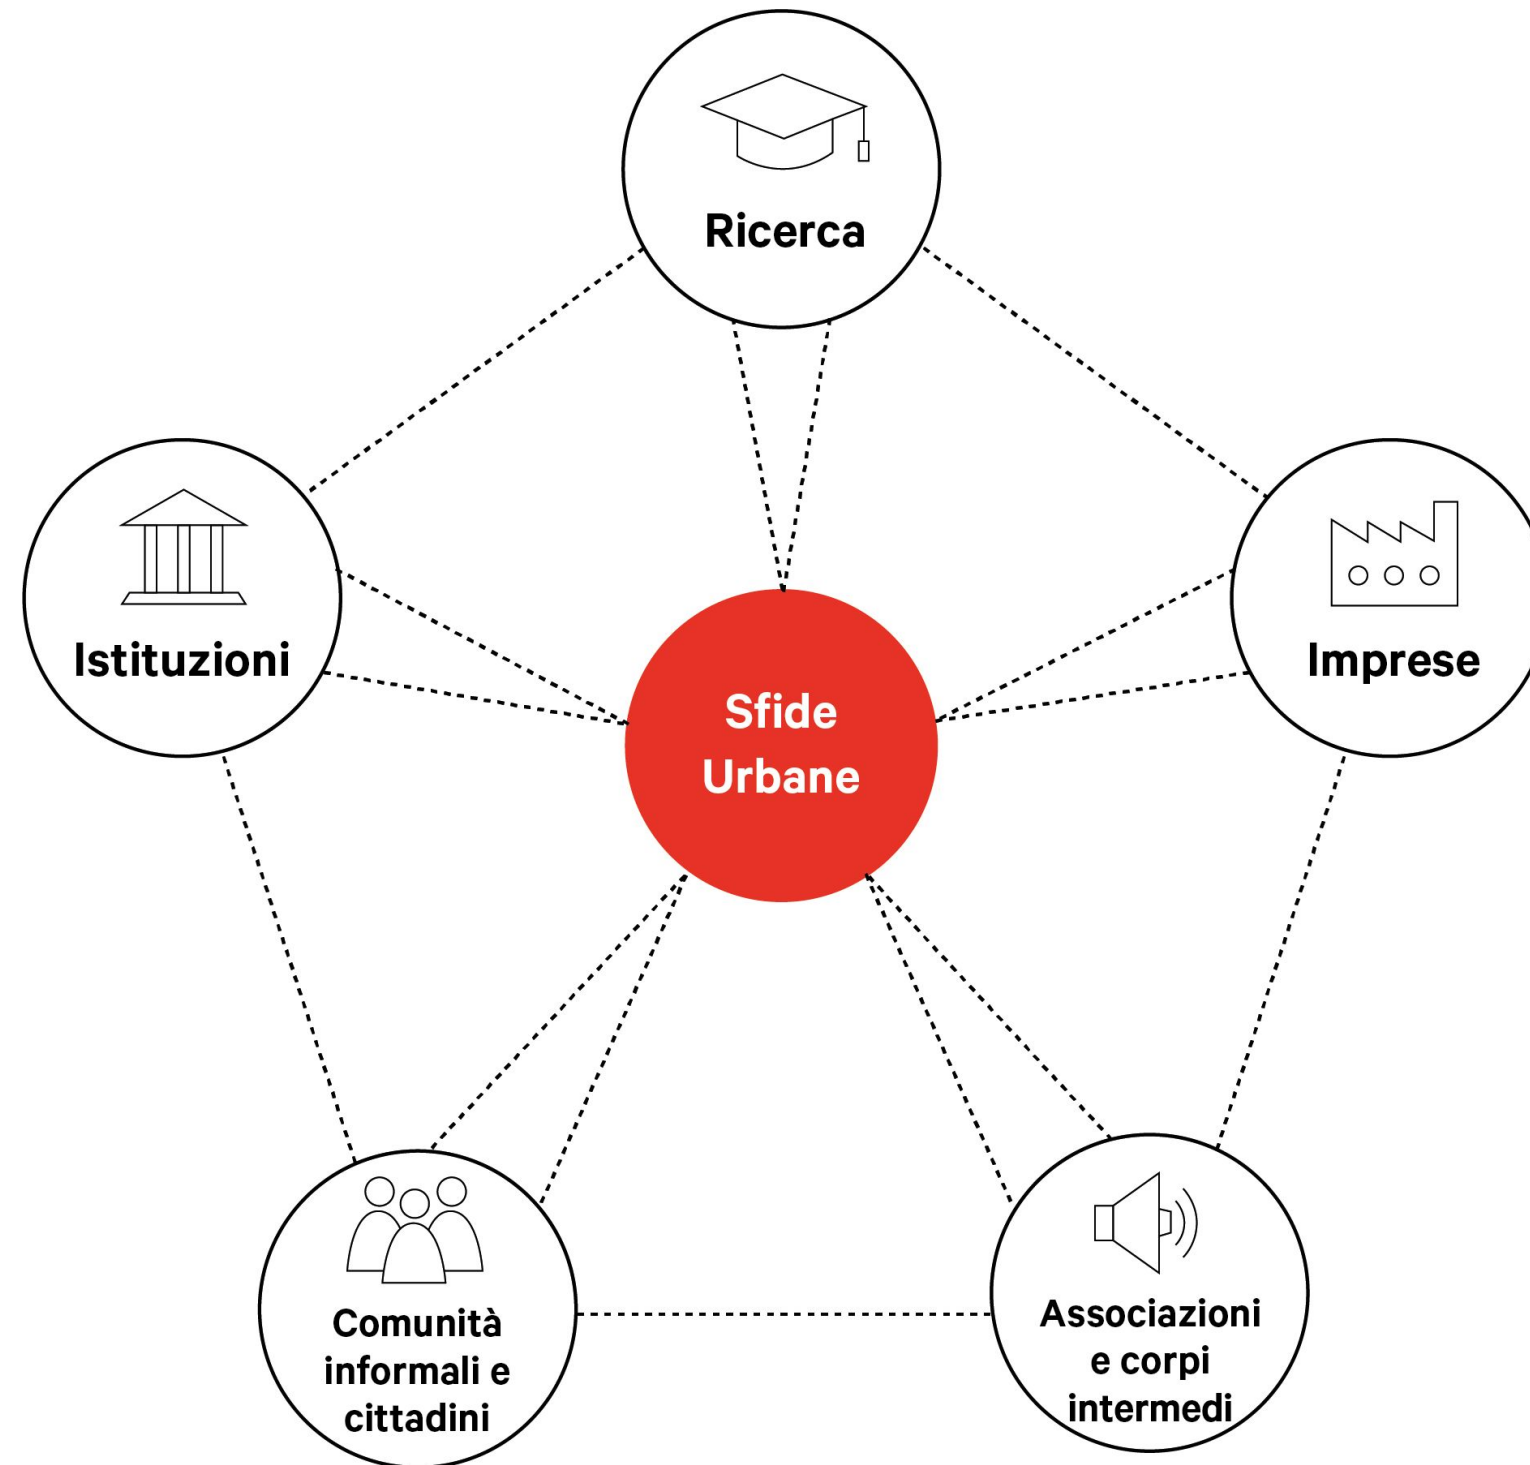 Ricerca
Istituzioni
Imprese
Sfide
Urbane
Comunità
informali e
cittadini
Associazioni
e corpi
intermedi